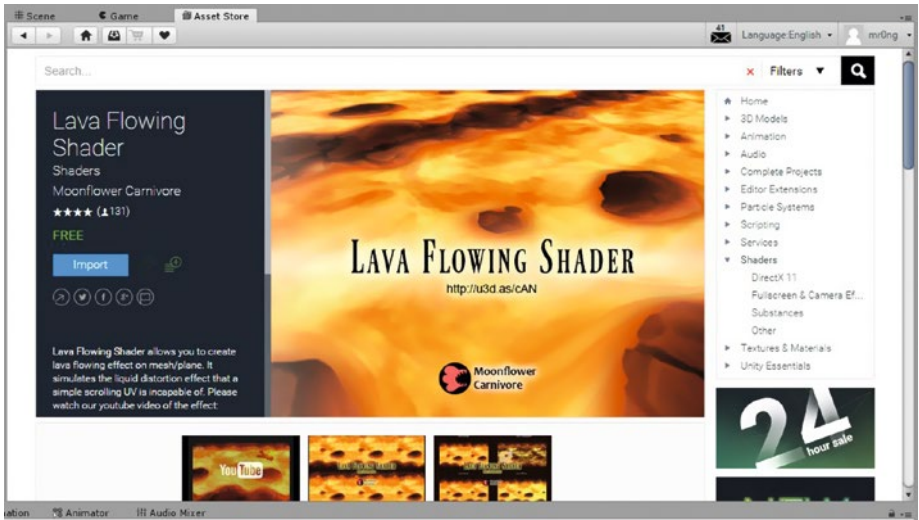 Scene Game Asset Store
41
Language:English mr0ng
Search... Filters
Lava Flowing
Shader
Shaders
Moonflower Carnivore
(131)
FREE
Import
Lava Flowing Shader allows you to create
lava flowing effect on mesh/plane. It
simulates the liquid distortion effect that a
simple scrolling UV is incapable of. Please
watch our youtube video of the effect:
LAVA FLOWING SHADER
http://u3d.as/cAN
Moonflower
Carnivore
Home
3D Models
Animation
Audio
Complete Projects
Editor Extensions
Particle Systems
Scripting
Services
Shaders
DirectX 11
Fullscreen & Camera Ef...
Substances
Other
Textures & Materials
Unity Essentials
24
hour sale
YouTube
LAVA FLOWING SHADER
ation Animator Audio Mixer